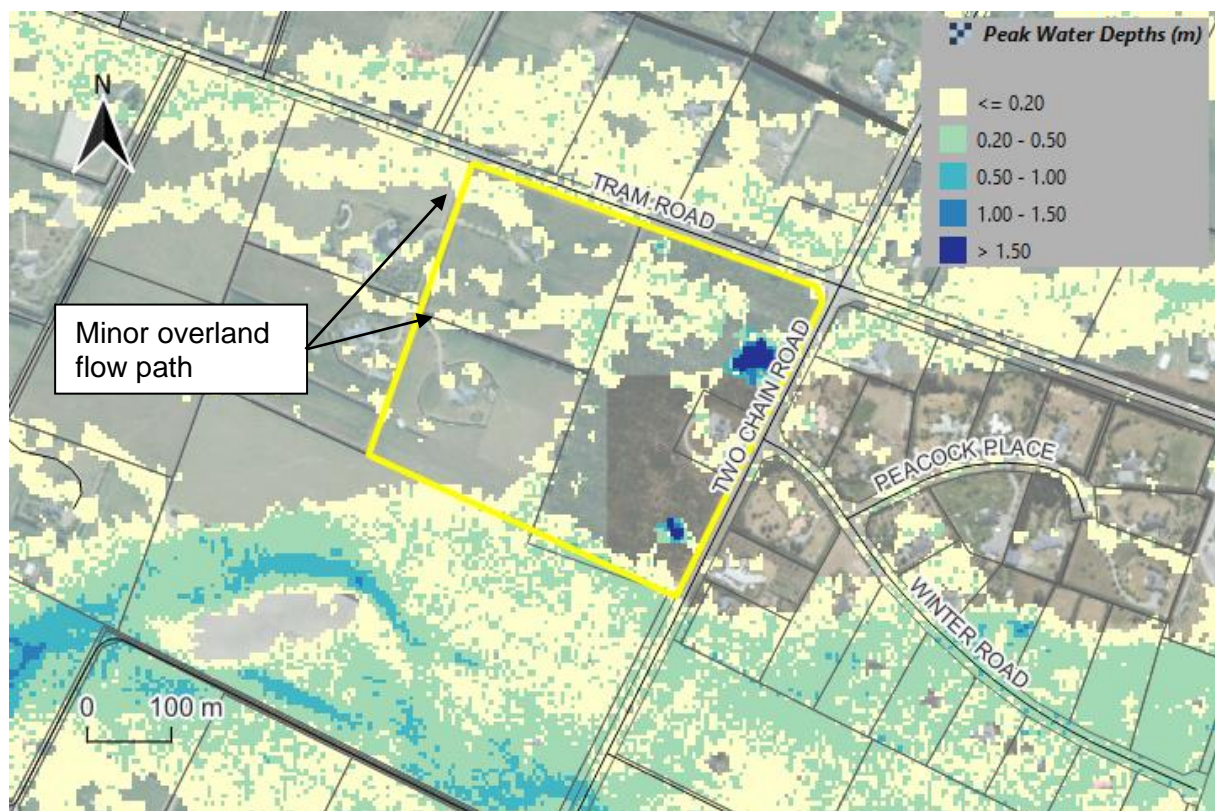 Peak Water Depths (m)
<= 0.20
0.20 - 0.50
0.50 - 1.00
1.00 - 1.50
> 1.50
N
TRAM ROAD
Minor overland
flow path
TWO CHAIN ROAD
PEACOCK PLACE
WINTER ROAD
0 100 m